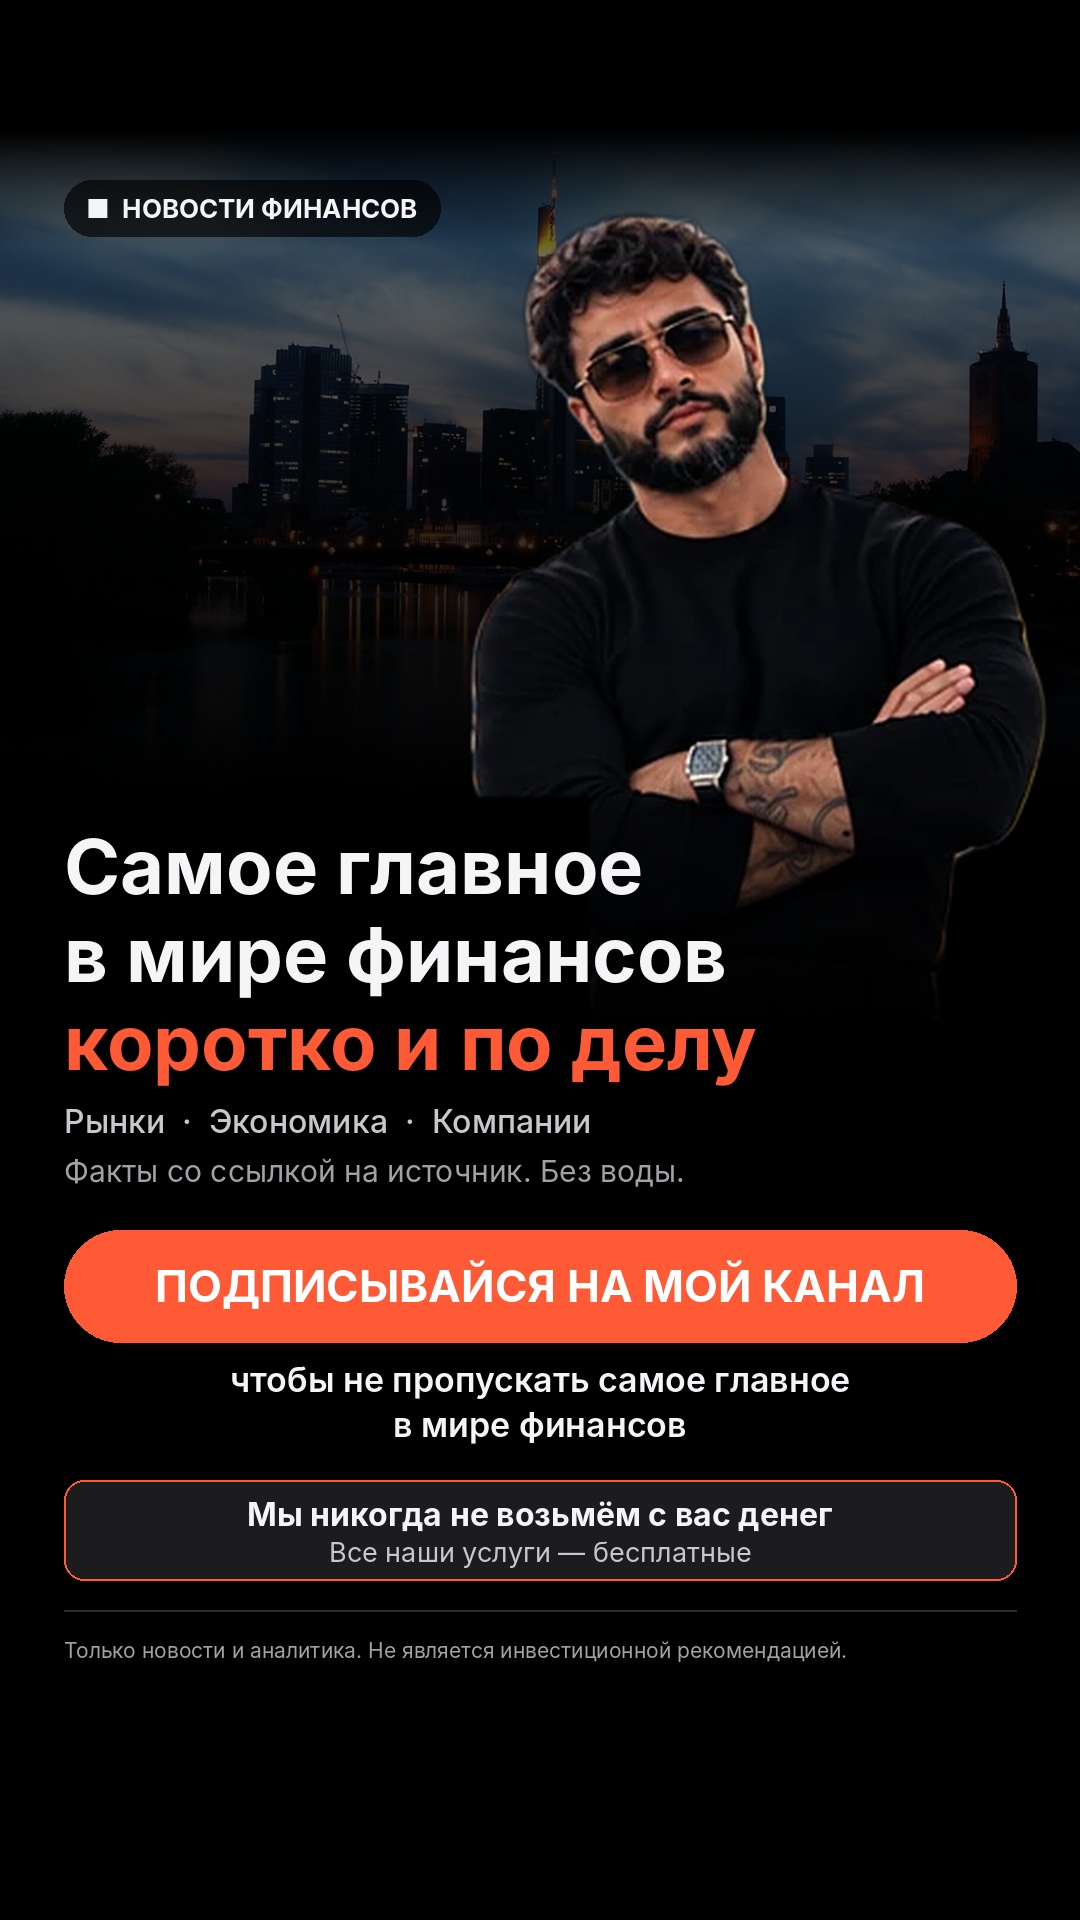 НОВОСТИ ФИНАНСОВ
Самое главное
в мире финансов
коротко и по делу
Рынки · Экономика · Компании
Факты со ссылкой на источник. Без воды.
ПОДПИСЫВАЙСЯ НА МОЙ КАНАЛ
чтобы не пропускать самое главное
в мире финансов
Мы никогда не возьмём с вас денег
Все наши услуги — бесплатные
Только новости и аналитика. Не является инвестиционной рекомендацией.